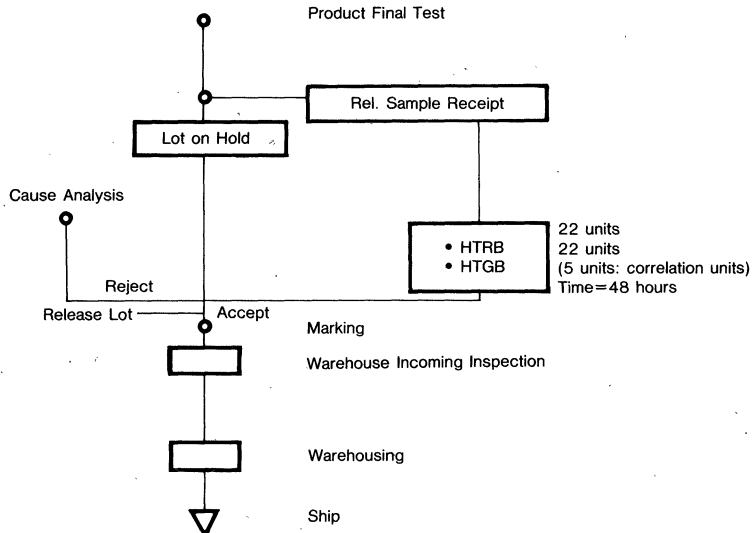 Product Final Test
Rel. Sample Receipt
Lot on Hold
Cause Analysis
22 units
• HTRB 22 units
• HTGB (5 units: correlation units)
Time=48 hours
Reject
Release Lot Accept
Marking
Warehouse Incoming Inspection
Warehousing
Ship